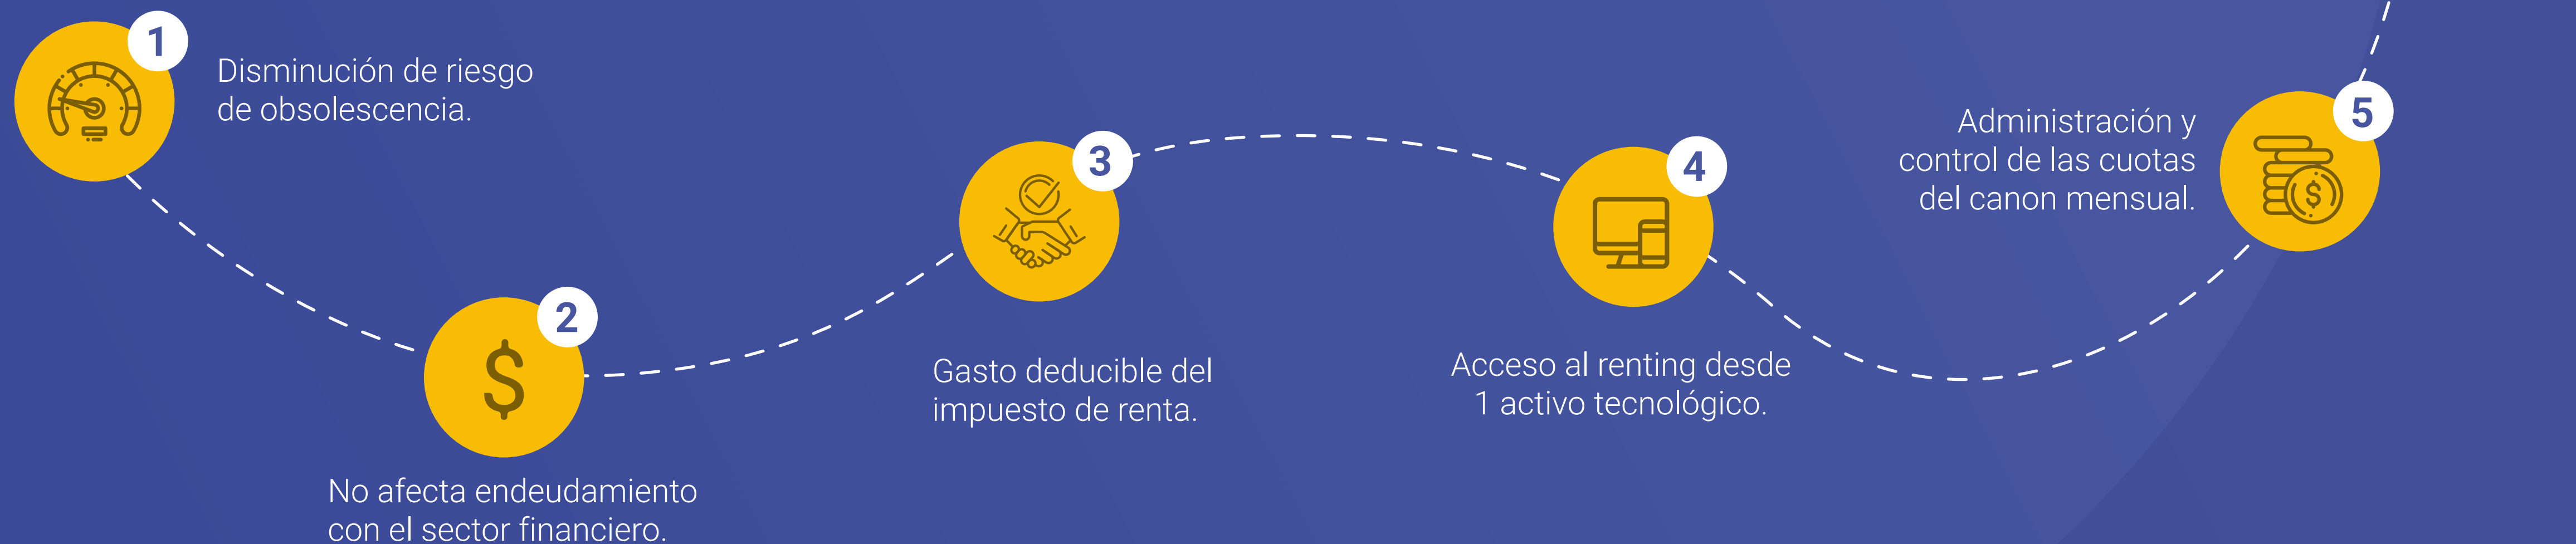 1
Disminución de riesgo
de obsolescencia.
2
No afecta endeudamiento
con el sector financiero.
3
Gasto deducible del
impuesto de renta.
4
Acceso al renting desde
1 activo tecnológico.
5
Administración y
control de las cuotas
del canon mensual.
$
$